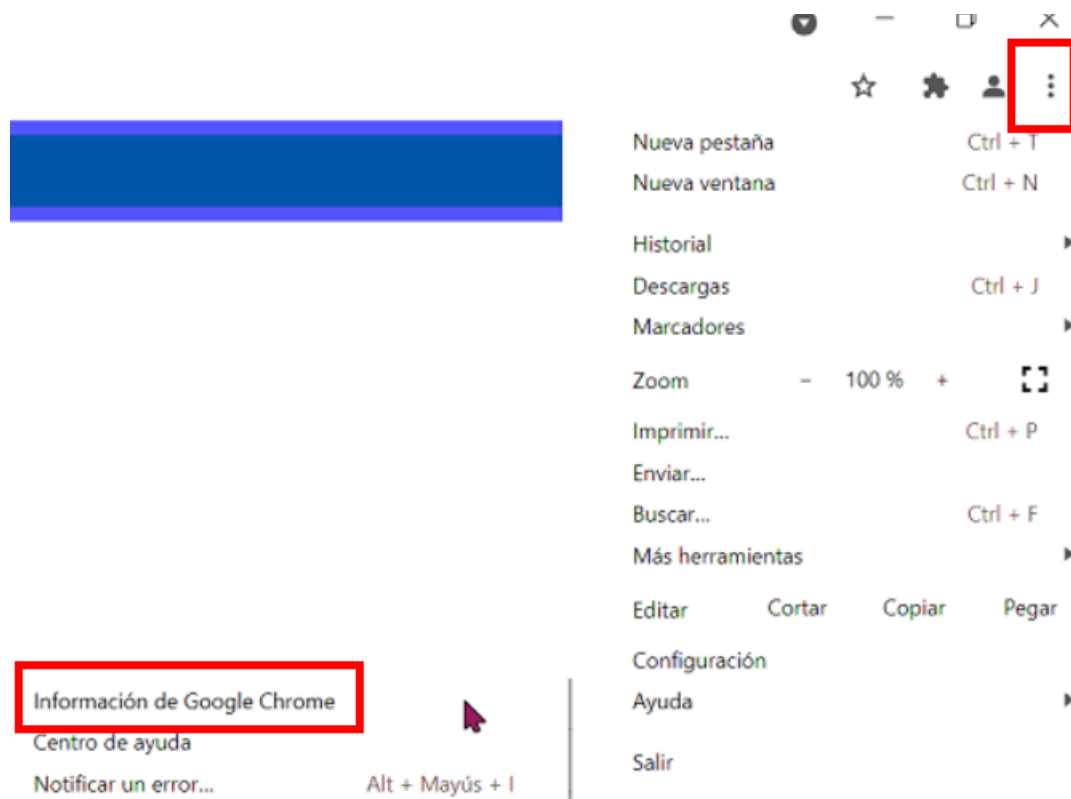 Nueva pestaña Ctrl + T
Nueva ventana Ctrl + N
Historial
Descargas Ctrl + J
Marcadores
Zoom - 100 % +
Imprimir... Ctrl + P
Enviar...
Buscar... Ctrl + F
Más herramientas
Editar Cortar Copiar Pegar
Configuración
Ayuda
Salir
Información de Google Chrome
Centro de ayuda
Notificar un error... Alt + Mayús + I